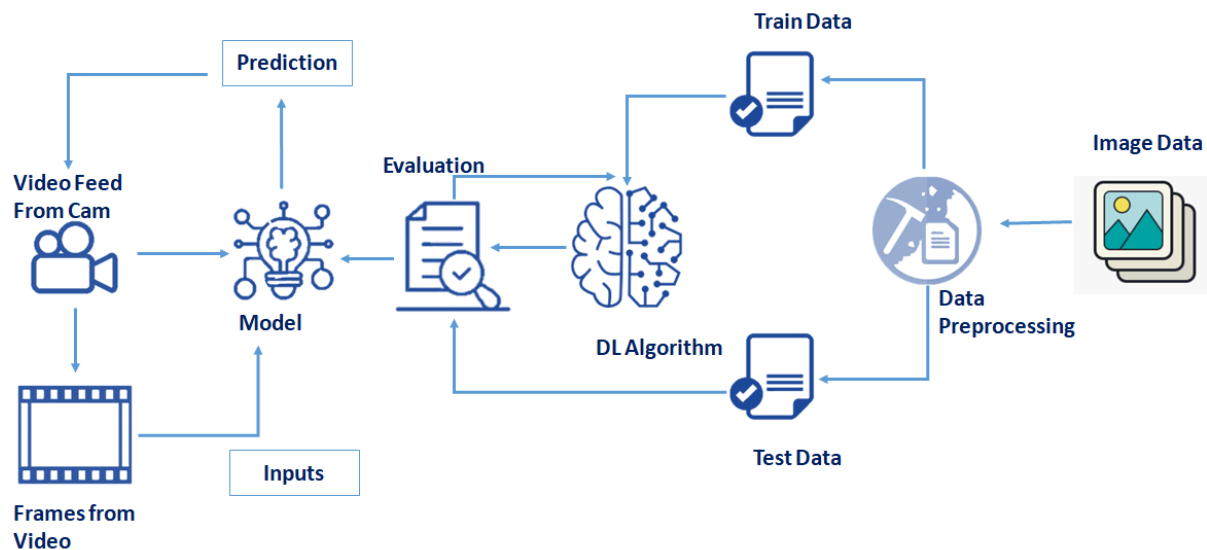 Train Data
Prediction
Image Data
Evaluation
Video Feed
From Cam
Data
Preprocessing
Model
DL Algorithm
Test Data
Inputs
Frames from
Video